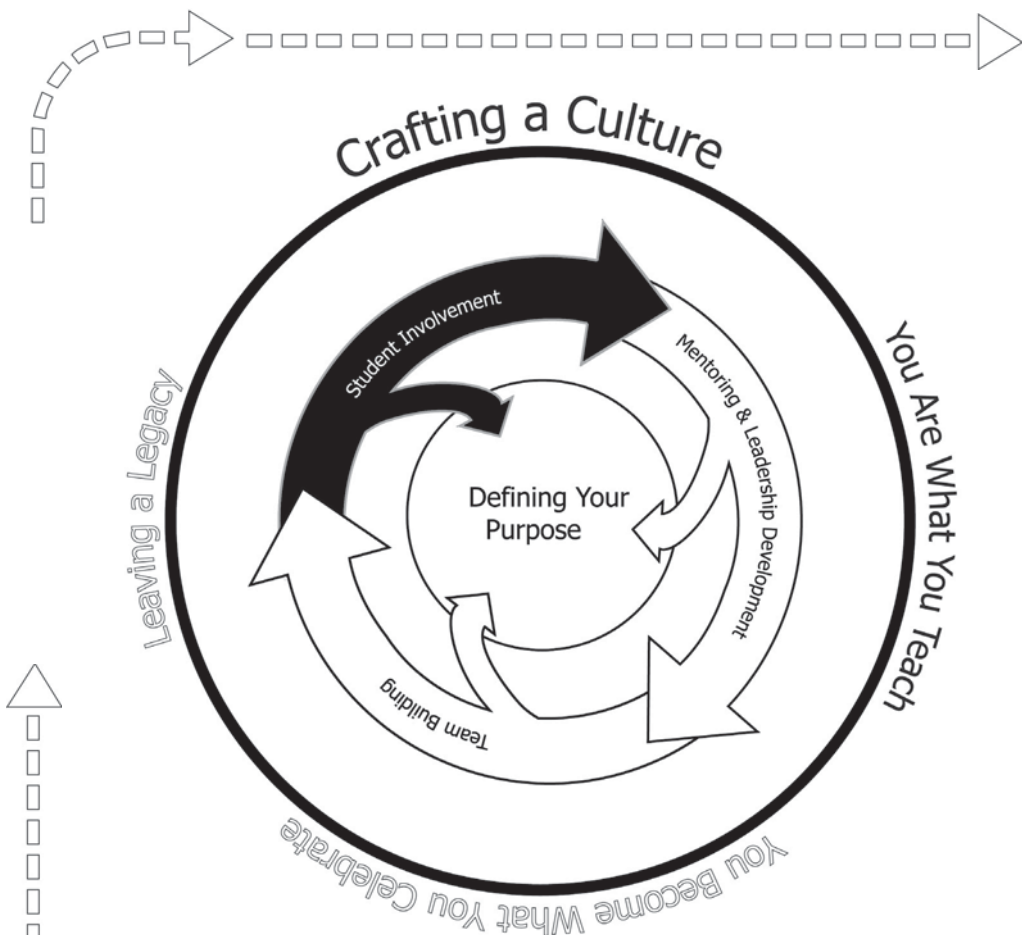 Crafting a Culture
You Are What You Teach
You Become What You Celebrate
Leaving a Legacy
Student Involvement
Mentoring & Leadership Development
Team Building
Defining Your
Purpose